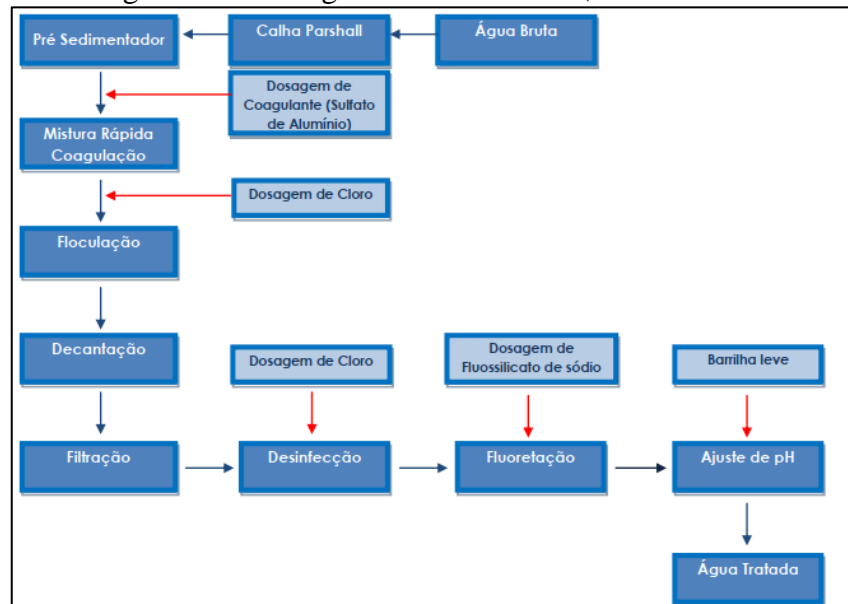 Pré Sedimentador
Calha Parshall
Água Bruta
Dosagem de
Coagulante (Sulfato
de Alumínio)
Mistura Rápida
Coagulação
Dosagem de Cloro
Floculação
Decantação
Dosagem de Cloro
Dosagem de
Fluossilicato de sódio
Barrilha leve
Filtração
Desinfecção
Fluoretação
Ajuste de pH
Água Tratada